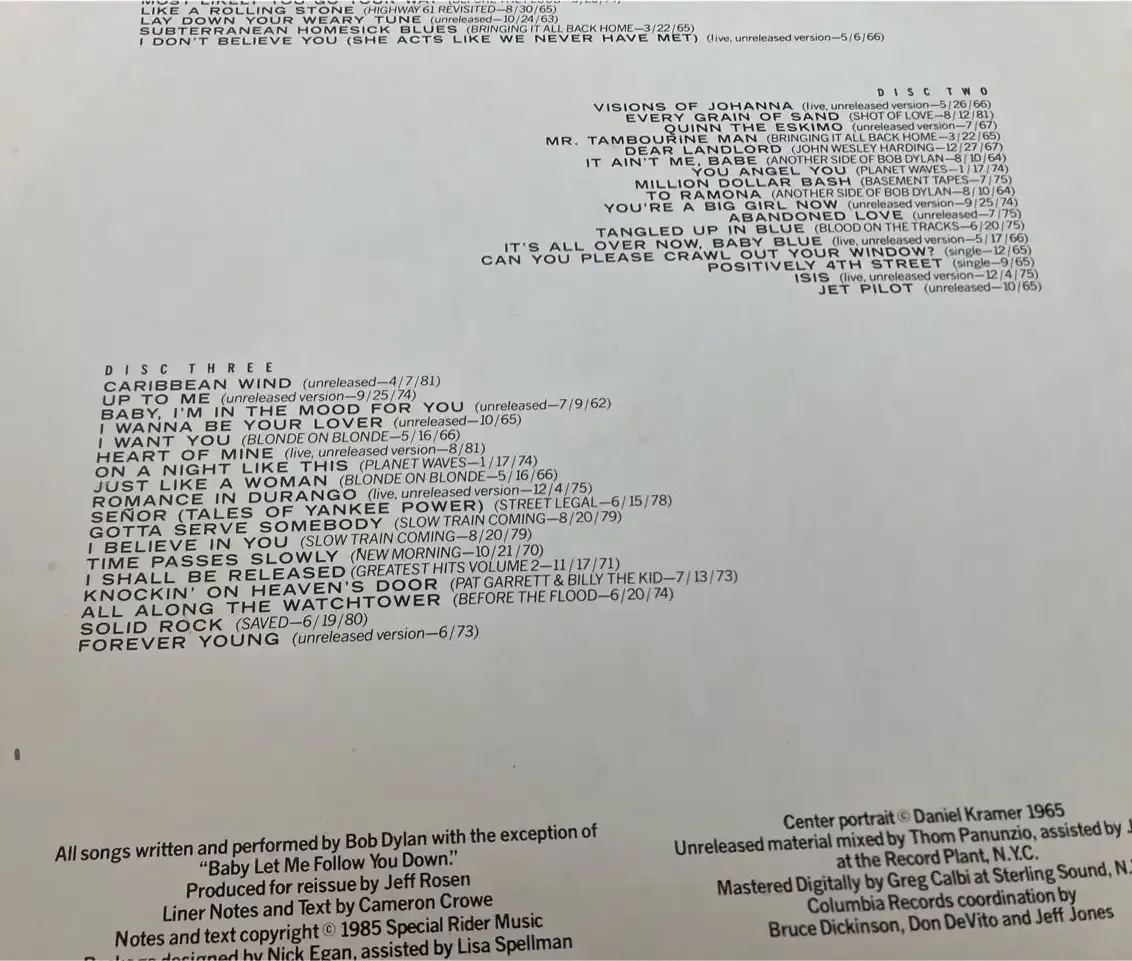 LIKE A ROLLING STONE (HIGHWAY 61 REVISITED—8/30/65)
LAY DOWN YOUR WEARY TUNE (unreleased—10/24/63)
SUBTERRANEAN HOMESICK BLUES (BRINGING IT ALL BACK HOME—3/22/65)
I DON'T BELIEVE YOU (SHE ACTS LIKE WE NEVER HAVE MET) (live, unreleased version—5/6/66)
DISC TWO
VISIONS OF JOHANNA (live, unreleased version—5/26/66)
EVERY GRAIN OF SAND (SHOT OF LOVE—8/12/81)
QUINN THE ESKIMO (unreleased version—7/67)
MR. TAMBOURINE MAN (BRINGING IT ALL BACK HOME—3/22/65)
DEAR LANDLORD (JOHN WESLEY HARDING—12/27/67)
IT AIN'T ME, BABE (ANOTHER SIDE OF BOB DYLAN—8/10/64)
YOU ANGEL YOU (PLANET WAVES—1/17/74)
MILLION DOLLAR BASH (BASEMENT TAPES—7/75)
TO RAMONA (ANOTHER SIDE OF BOB DYLAN—8/10/64)
YOU'RE A BIG GIRL NOW (unreleased version—9/25/74)
ABANDONED LOVE (unreleased—7/75)
TANGLED UP IN BLUE (BLOOD ON THE TRACKS—6/20/75)
IT'S ALL OVER NOW, BABY BLUE (live, unreleased version—5/17/66)
CAN YOU PLEASE CRAWL OUT YOUR WINDOW? (single—12/65)
POSITIVELY 4TH STREET (single—9/65)
ISIS (live, unreleased version—12/4/75)
JET PILOT (unreleased—10/65)
DISC THREE
CARIBBEAN WIND (unreleased—4/7/81)
UP TO ME (unreleased version—9/25/74)
BABY, I'M IN THE MOOD FOR YOU (unreleased—7/9/62)
I WANNA BE YOUR LOVER (unreleased—10/65)
I WANT YOU (BLONDE ON BLONDE—5/16/66)
HEART OF MINE (live, unreleased version—8/81)
ON A NIGHT LIKE THIS (PLANET WAVES—1/17/74)
JUST LIKE A WOMAN (BLONDE ON BLONDE—5/16/66)
ROMANCE IN DURANGO (live, unreleased version—12/4/75)
SEÑOR (TALES OF YANKEE POWER) (STREET LEGAL—6/15/78)
GOTTA SERVE SOMEBODY (SLOW TRAIN COMING—8/20/79)
I BELIEVE IN YOU (SLOW TRAIN COMING—8/20/79)
TIME PASSES SLOWLY (NEW MORNING—10/21/70)
I SHALL BE RELEASED (GREATEST HITS VOLUME 2—11/17/71)
KNOCKIN' ON HEAVEN'S DOOR (PAT GARRETT & BILLY THE KID—7/13/73)
ALL ALONG THE WATCHTOWER (BEFORE THE FLOOD—6/20/74)
SOLID ROCK (SAVED—6/19/80)
FOREVER YOUNG (unreleased version—6/73)
All songs written and performed by Bob Dylan with the exception of
"Baby Let Me Follow You Down."
Produced for reissue by Jeff Rosen
Liner Notes and Text by Cameron Crowe
Notes and text copyright © 1985 Special Rider Music
designed by Nick Egan, assisted by Lisa Spellman
Center portrait © Daniel Kramer 1965
Unreleased material mixed by Thom Panunzio, assisted by
at the Record Plant, N.Y.C.
Mastered Digitally by Greg Calbi at Sterling Sound,
Columbia Records coordination by
Bruce Dickinson, Don DeVito and Jeff Jones